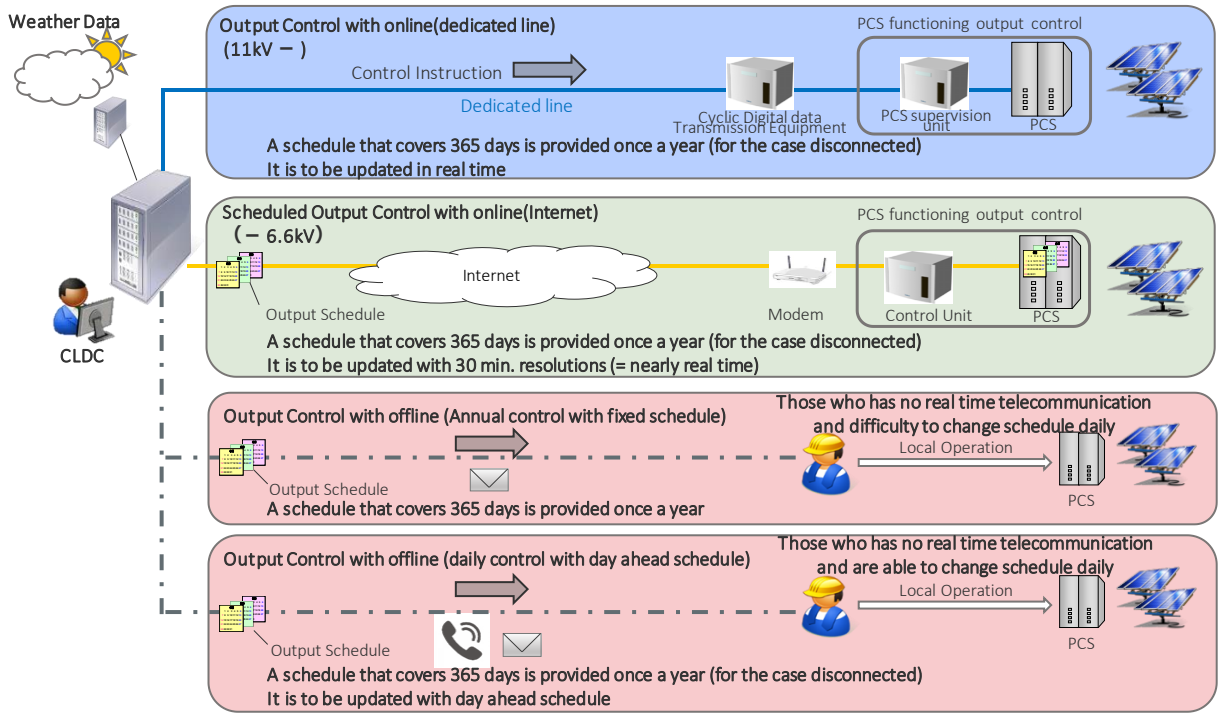 Weather Data
Output Control with online(dedicated line)
(11kV － )
Control Instruction
Dedicated line
PCS functioning output control
Cyclic Digital data
Transmission Equipment
PCS supervision
unit
PCS
A schedule that covers 365 days is provided once a year (for the case disconnected)
It is to be updated in real time
CLDC
Scheduled Output Control with online(Internet)
(－ 6.6kV)
PCS functioning output control
Internet
Output Schedule
Modem
Control Unit
PCS
A schedule that covers 365 days is provided once a year (for the case disconnected)
It is to be updated with 30 min. resolutions (= nearly real time)
Output Control with offline (Annual control with fixed schedule)
Those who has no real time telecommunication
and difficulty to change schedule daily
Local Operation
Output Schedule
PCS
A schedule that covers 365 days is provided once a year
Output Control with offline (daily control with day ahead schedule)
Those who has no real time telecommunication
and are able to change schedule daily
Local Operation
Output Schedule
PCS
A schedule that covers 365 days is provided once a year (for the case disconnected)
It is to be updated with day ahead schedule